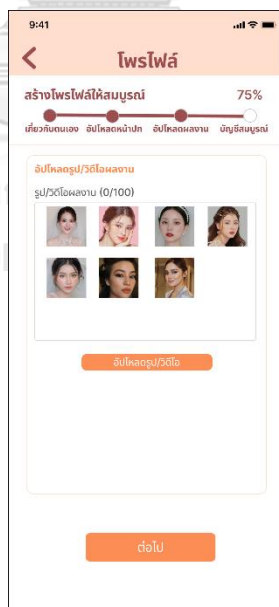 9:41
โพรไฟล์
สร้างโพรไฟล์ให้สมบูรณ์ 75%
เกี่ยวกับตนเอง อัปโหลดหน้าปก อัปโหลดผลงาน บัญชีสมบูรณ์
อัปโหลดรูป/วิดีโอผลงาน
รูป/วิดีโอผลงาน (0/100)
อัปโหลดรูป/วิดีโอ
ต่อไป